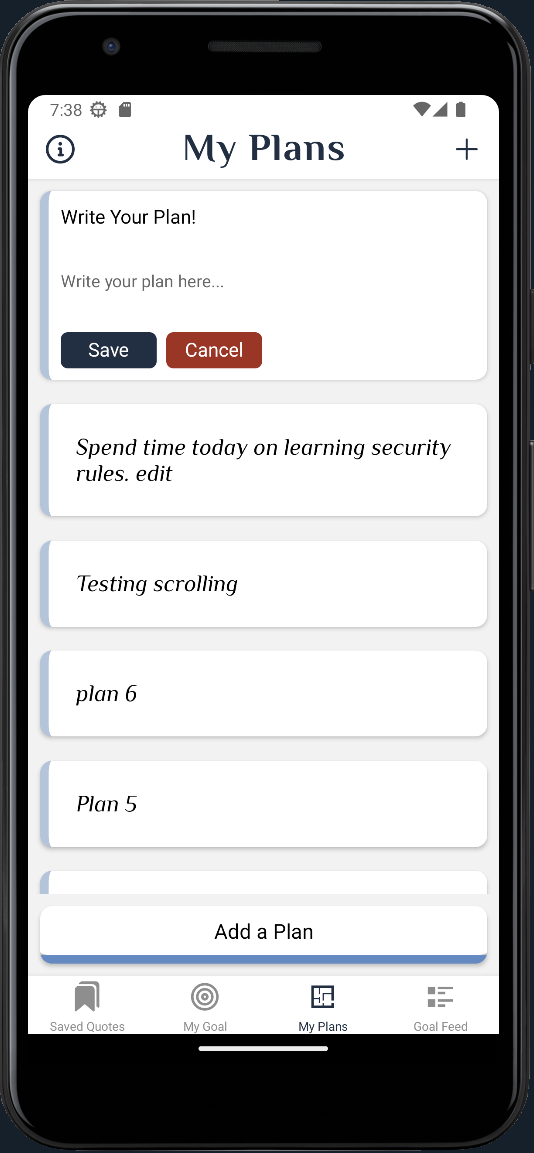 7:38
My Plans
Write Your Plan!
Write your plan here...
Save Cancel
Spend time today on learning security
rules. edit
Testing scrolling
plan 6
Plan 5
Add a Plan
Saved Quotes My Goal My Plans Goal Feed